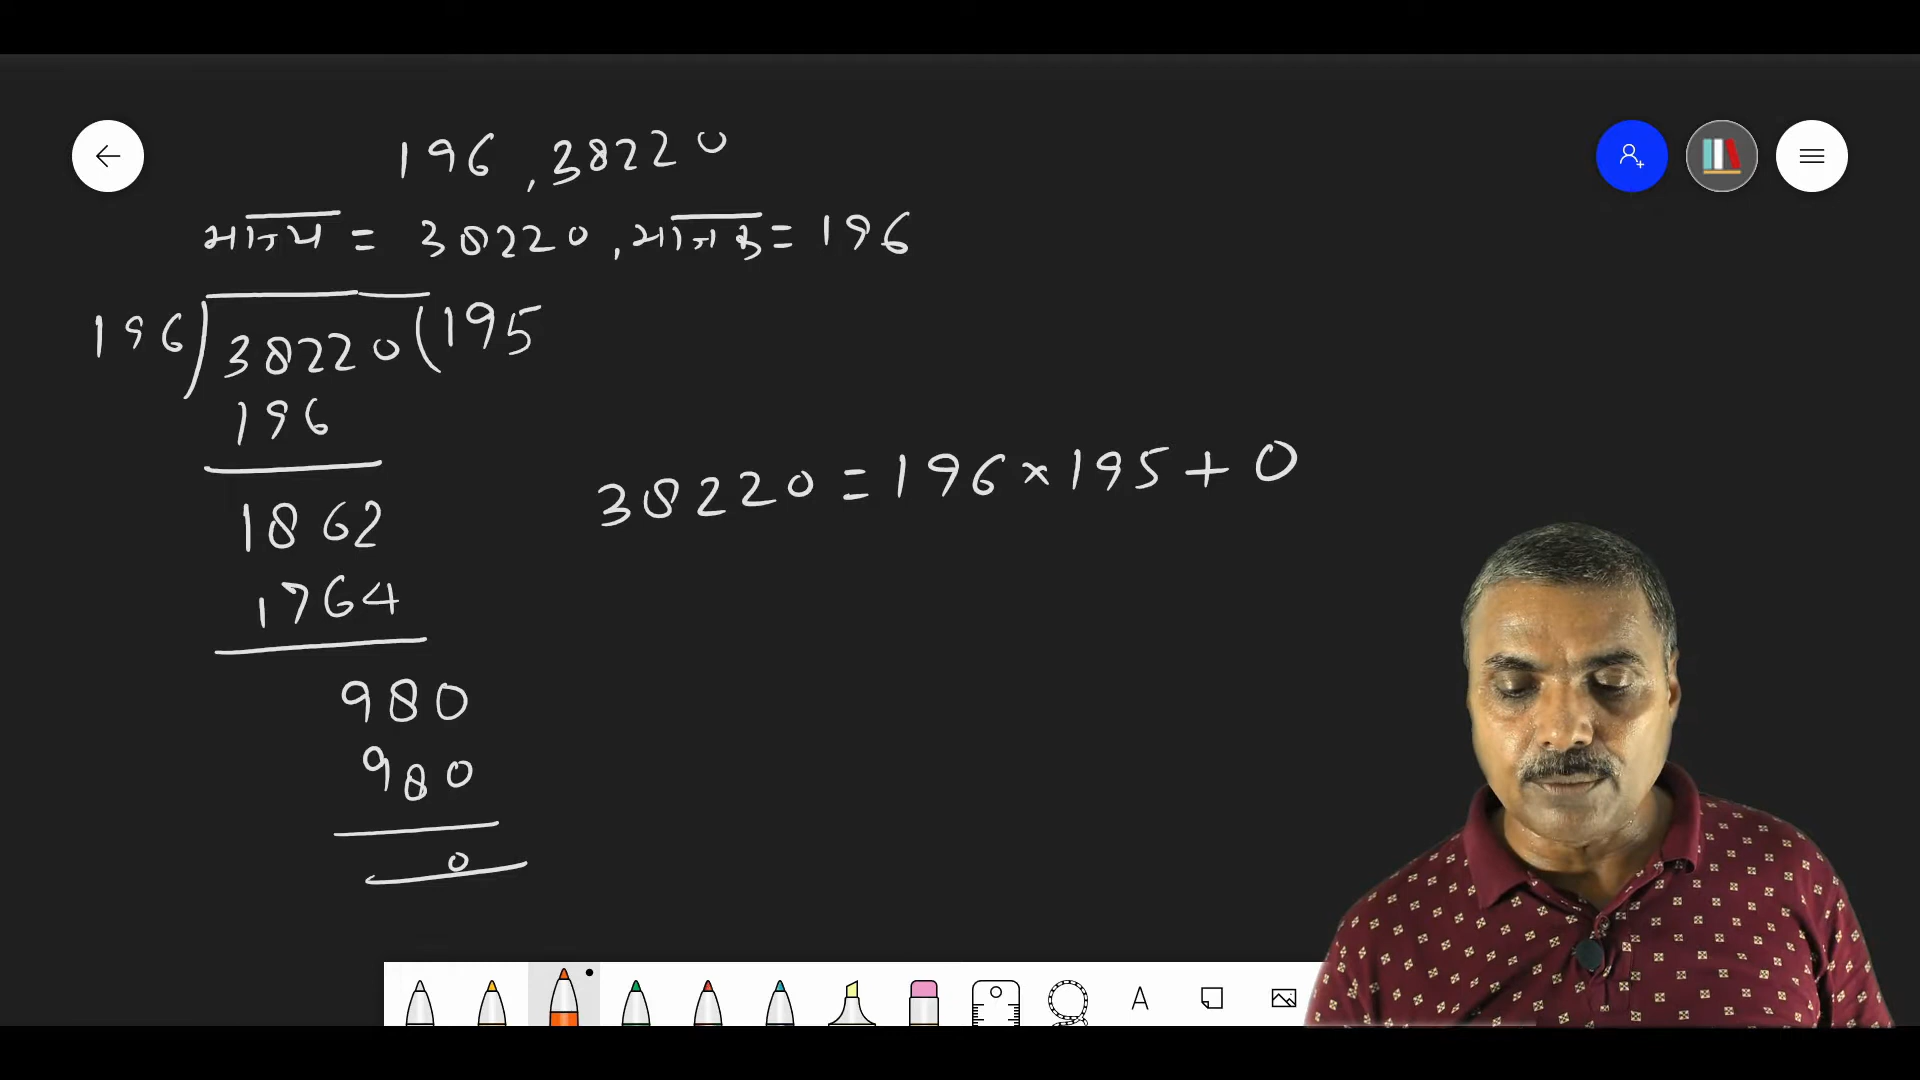 196, 38220
भाज्य = 38220, भाजक = 196
196)38220(195
196
1862
1764
980
980
0
38220 = 196×195+0
A